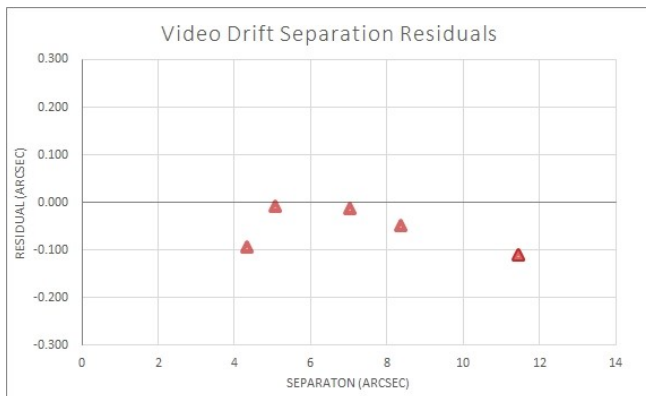 Video Drift Separation Residuals
0.300
0.200
0.100
0.000
-0.100
-0.200
-0.300
RESIDUAL (ARCSEC)
0 2 4 6 8 10 12 14
SEPARATON (ARCSEC)